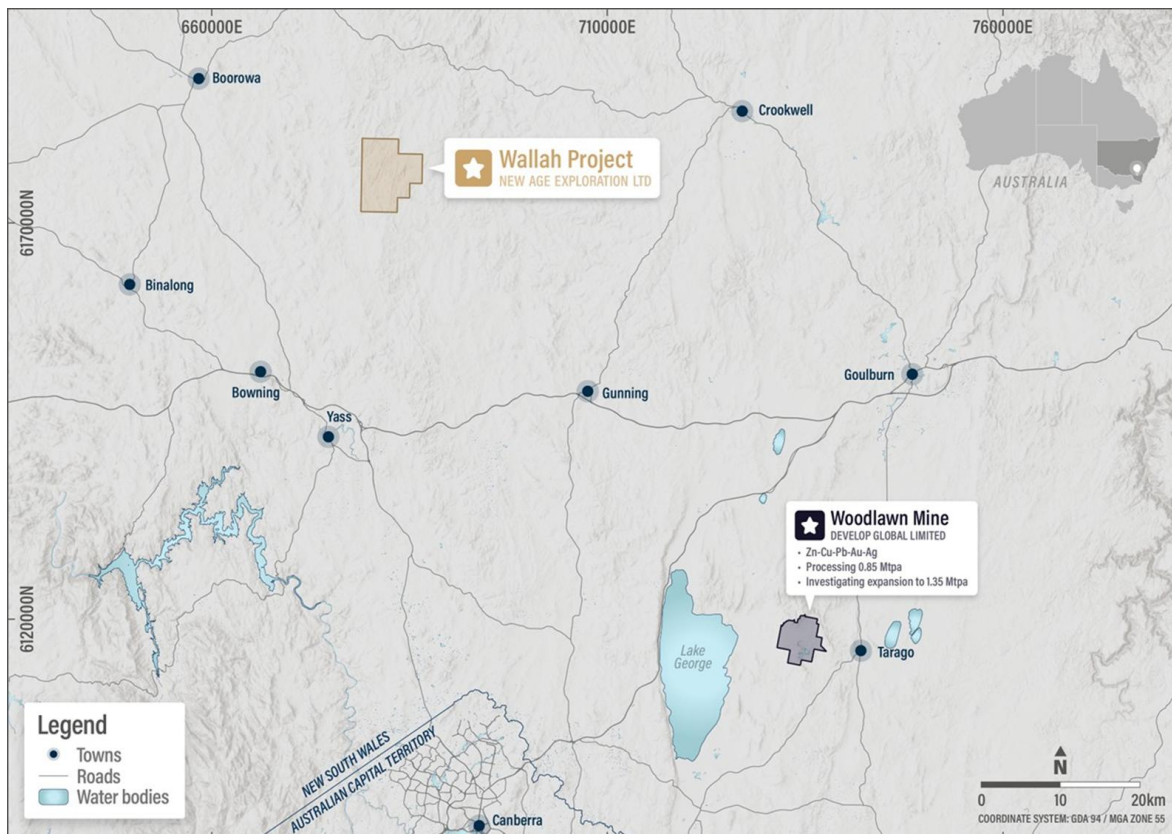 660000E
710000E
760000E
Boorowa
Crookwell
Wallah Project
NEW AGE EXPLORATION LTD
AUSTRALIA
6170000N
Binalong
Bowning
Yass
Gunning
Goulburn
Woodlawn Mine
DEVELOP GLOBAL LIMITED
• Zn-Cu-Pb-Au-Ag
• Processing 0.85 Mtpa
• Investigating expansion to 1.35 Mtpa
6120000N
Lake
George
Tarago
Legend
Towns
Roads
Water bodies
NEW SOUTH WALES
AUSTRALIAN CAPITAL TERRITORY
Canberra
N
0 10 20km
COORDINATE SYSTEM: GDA 94 / MGA ZONE 55